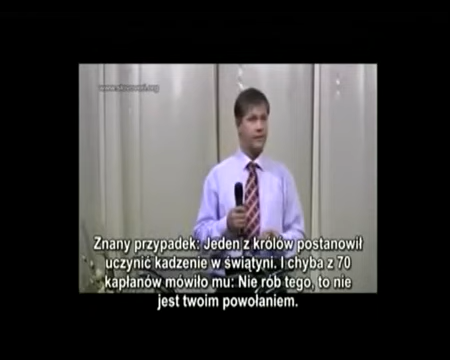 Znany przypadek: Jeden z królów postanowił
uczynić kadzenie w świątyni. I chyba z 70
kapłanów mówiło mu: Nie rób tego, to nie
jest twoim powołaniem.